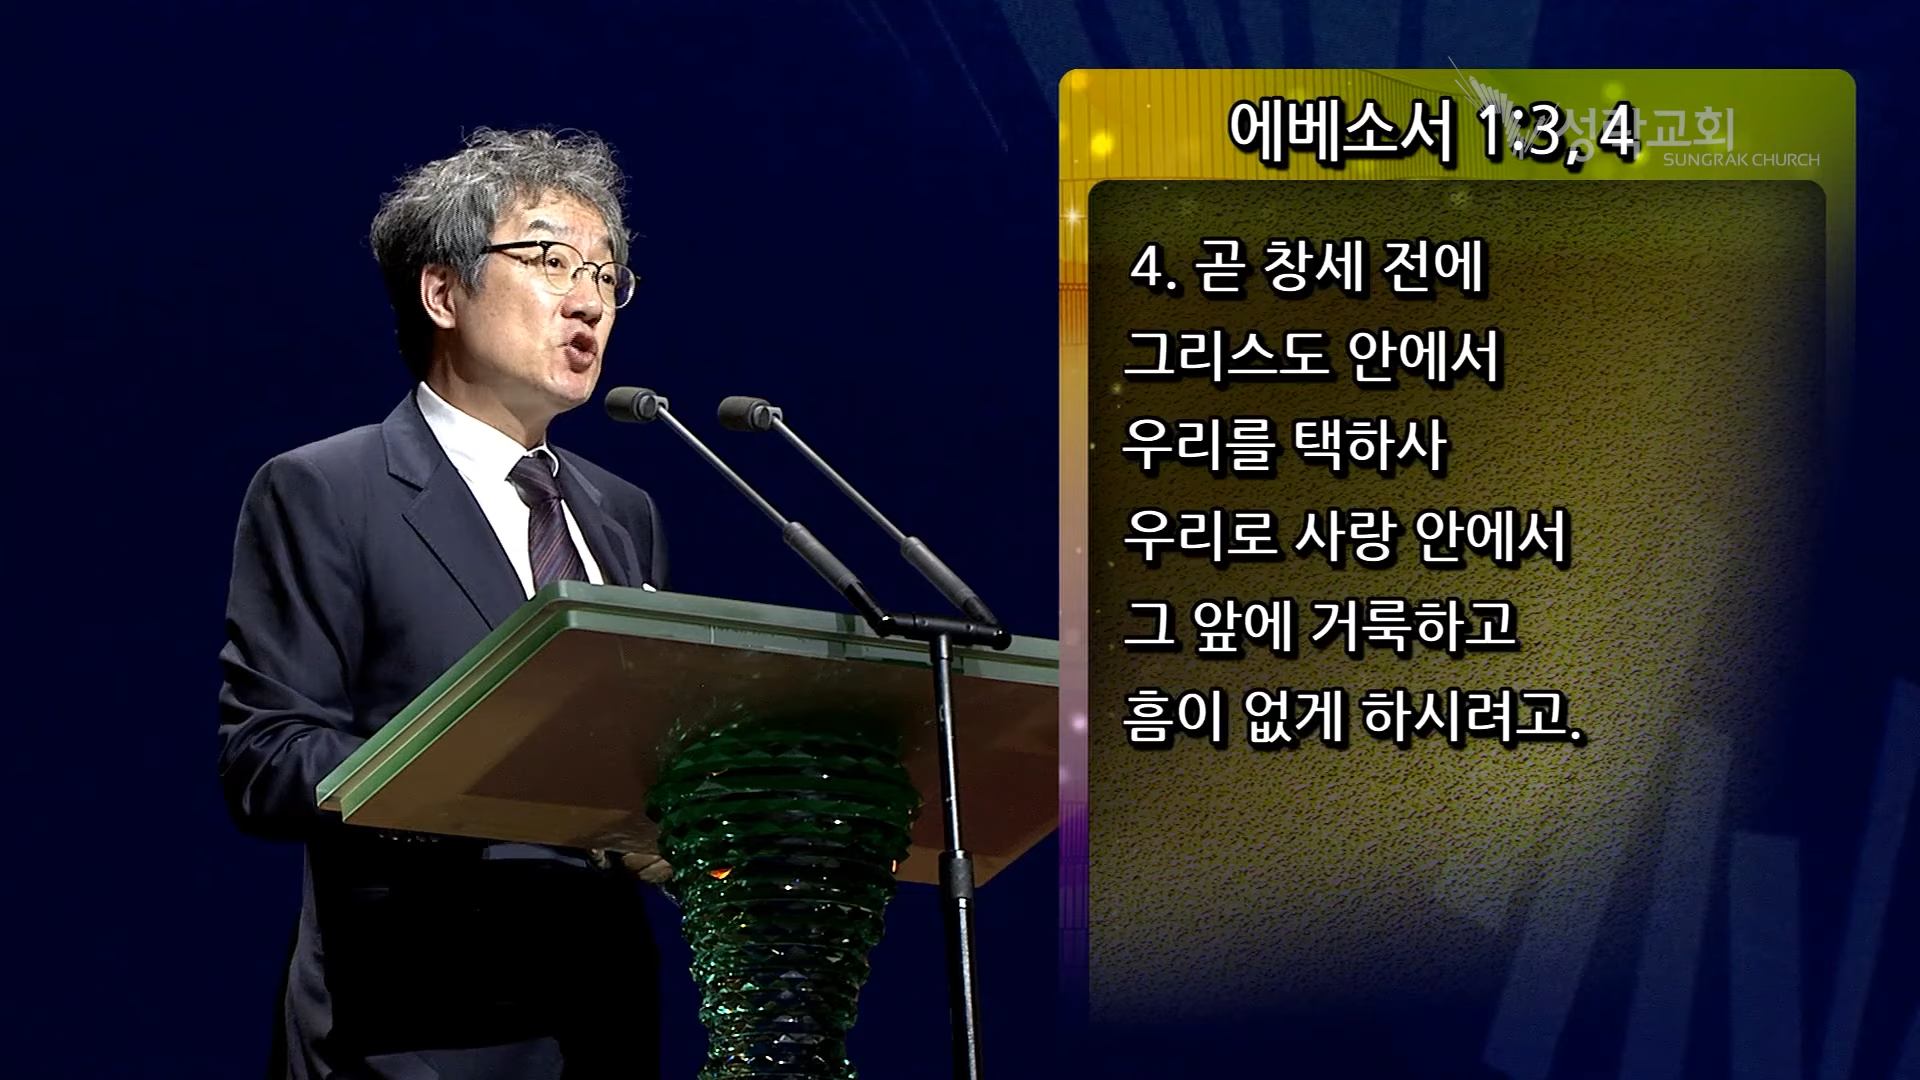 에베소서 1:3, 4
성락교회
SUNGRAK CHURCH
4. 곧 창세 전에
그리스도 안에서
우리를 택하사
우리로 사랑 안에서
그 앞에 거룩하고
흠이 없게 하시려고.